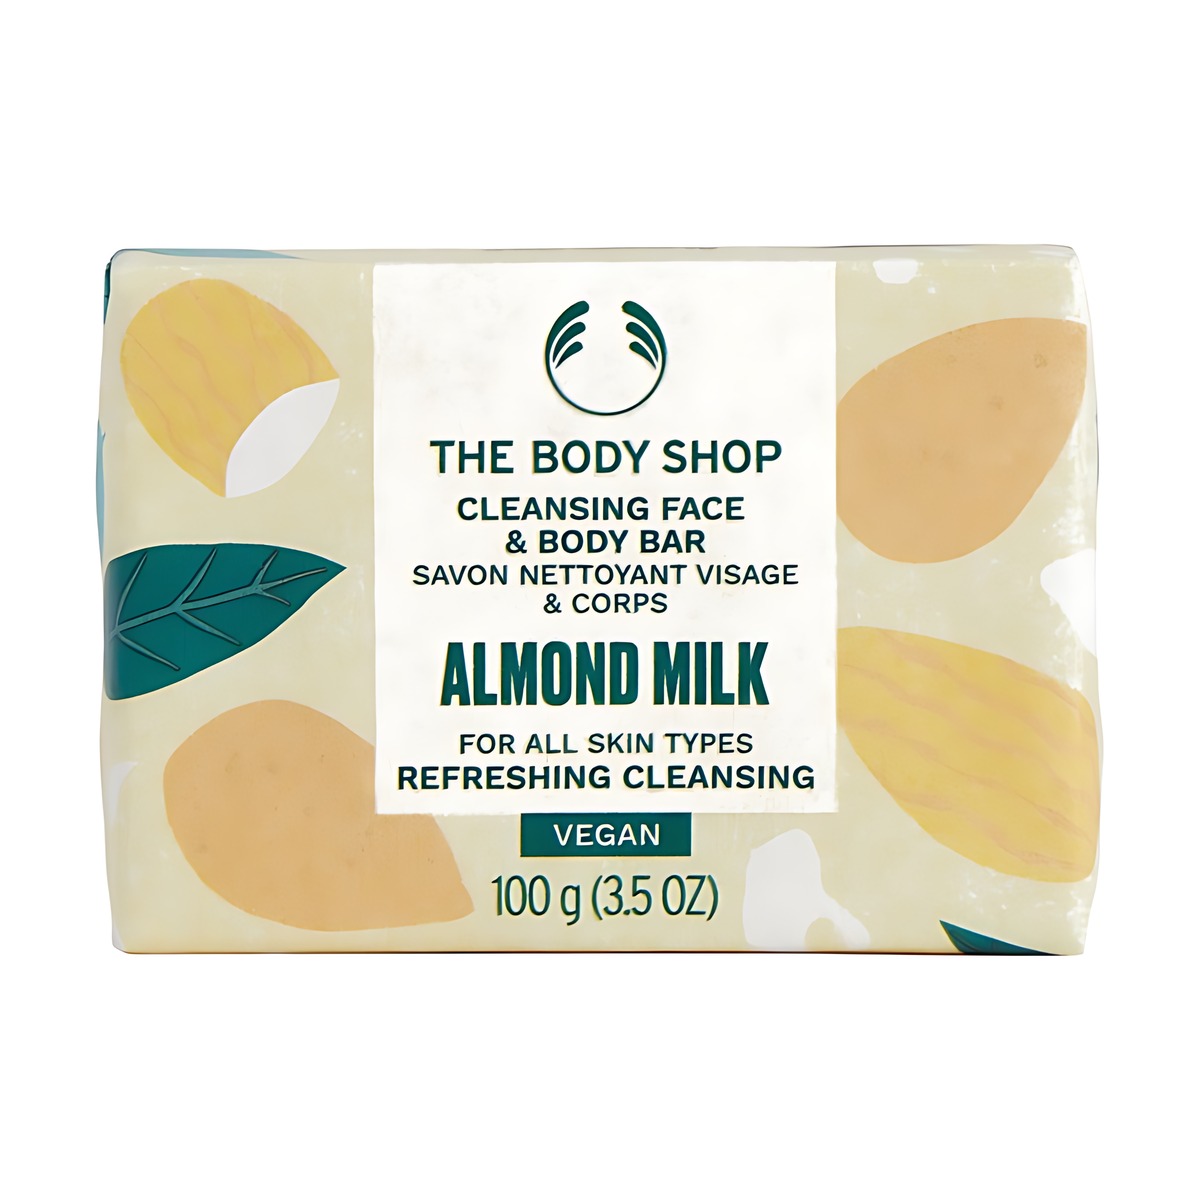 THE BODY SHOP
CLEANSING FACE
& BODY BAR
SAVON NETTOYANT VISAGE
& CORPS
ALMOND MILK
FOR ALL SKIN TYPES
REFRESHING CLEANSING
VEGAN
100 g (3.5 OZ)